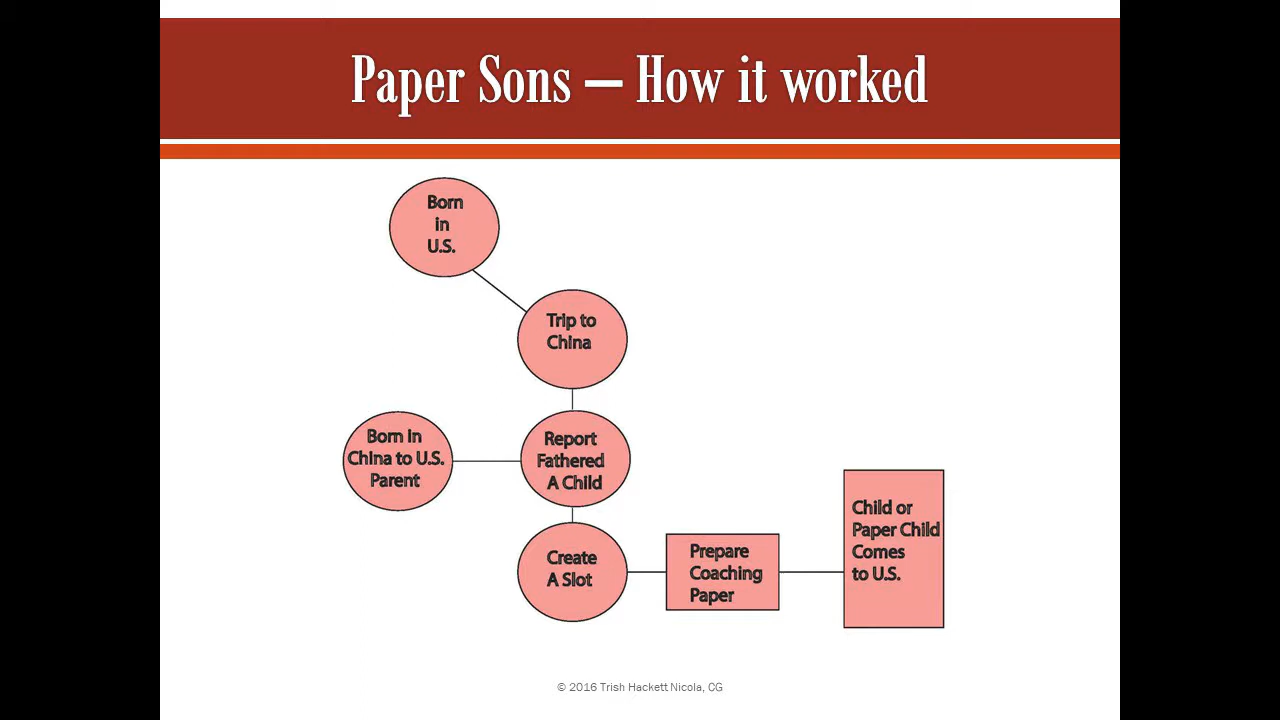 Paper Sons – How it worked
Born
in
U.S.
Trip to
China
Born in
China to U.S.
Parent
Report
Fathered
A Child
Create
A Slot
Prepare
Coaching
Paper
Child or
Paper Child
Comes
to U.S.
© 2016 Trish Hackett Nicola, CG